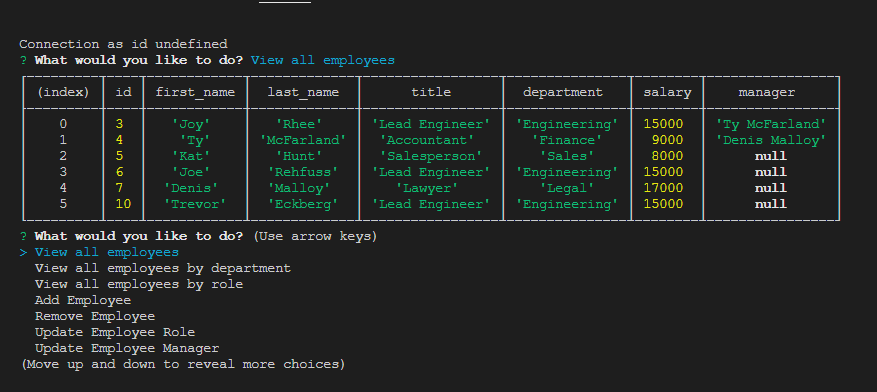 Connection as id undefined
? What would you like to do? View all employees
(index) id first_name last_name title department salary manager
0 3 'Joy' 'Rhee' 'Lead Engineer' 'Engineering' 15000 'Ty McFarland'
1 4 'Ty' 'McFarland' 'Accountant' 'Finance' 9000 'Denis Malloy'
2 5 'Kat' 'Hunt' 'Salesperson' 'Sales' 8000 null
3 6 'Joe' 'Rehfuss' 'Lead Engineer' 'Engineering' 15000 null
4 7 'Denis' 'Malloy' 'Lawyer' 'Legal' 17000 null
5 10 'Trevor' 'Eckberg' 'Lead Engineer' 'Engineering' 15000 null
? What would you like to do? (Use arrow keys)
> View all employees
View all employees by department
View all employees by role
Add Employee
Remove Employee
Update Employee Role
Update Employee Manager
(Move up and down to reveal more choices)